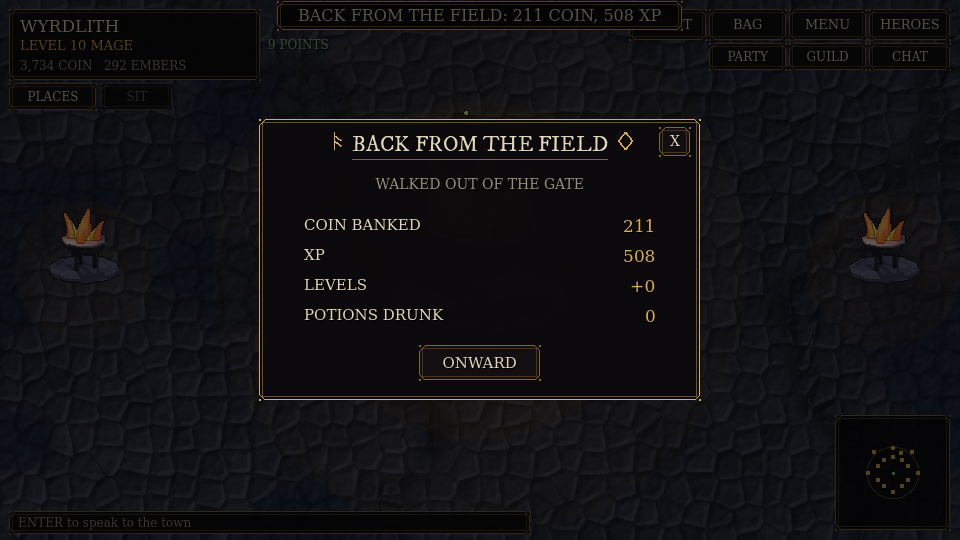 BACK FROM THE FIELD: 211 COIN, 508 XP
WYRDLITH
LEVEL 10 MAGE
3,734 COIN 292 EMBERS
9 POINTS
BAG
MENU
HEROES
PARTY
GUILD
CHAT
PLACES
SIT
BACK FROM THE FIELD
X
WALKED OUT OF THE GATE
COIN BANKED 211
XP 508
LEVELS +0
POTIONS DRUNK 0
ONWARD
ENTER to speak to the town